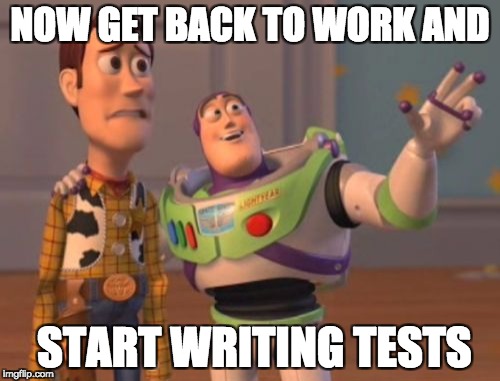 NOW GET BACK TO WORK AND
LIGHTYEAR
START WRITING TESTS
imgflip.com